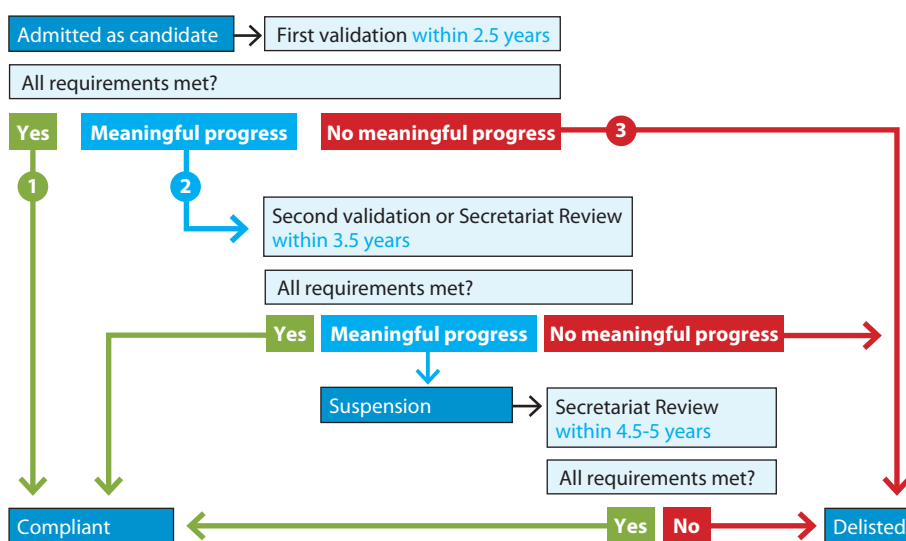 Admitted as candidate
First validation within 2.5 years
All requirements met?
Yes
Meaningful progress
No meaningful progress
3
1
2
Second validation or Secretariat Review
within 3.5 years
All requirements met?
Yes
Meaningful progress
No meaningful progress
Suspension
Secretariat Review
within 4.5-5 years
All requirements met?
Compliant
Yes
No
Delisted